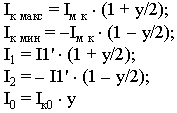 Iк макс = Iм к · (1 + y/2);
Iк мин = –Iм к · (1 – y/2);
I1 = I1' · (1 + y/2);
I2 = – I1' · (1 – y/2);
I0 = Iк0 · y